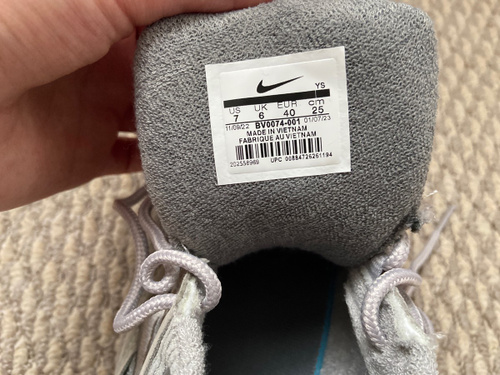 YS
US UK EUR cm
7 6 40 25
11/09/22 BV0074-001 01/07/23
MADE IN VIETNAM
FABRIQUE AU VIETNAM
202558969 UPC 00884726261194